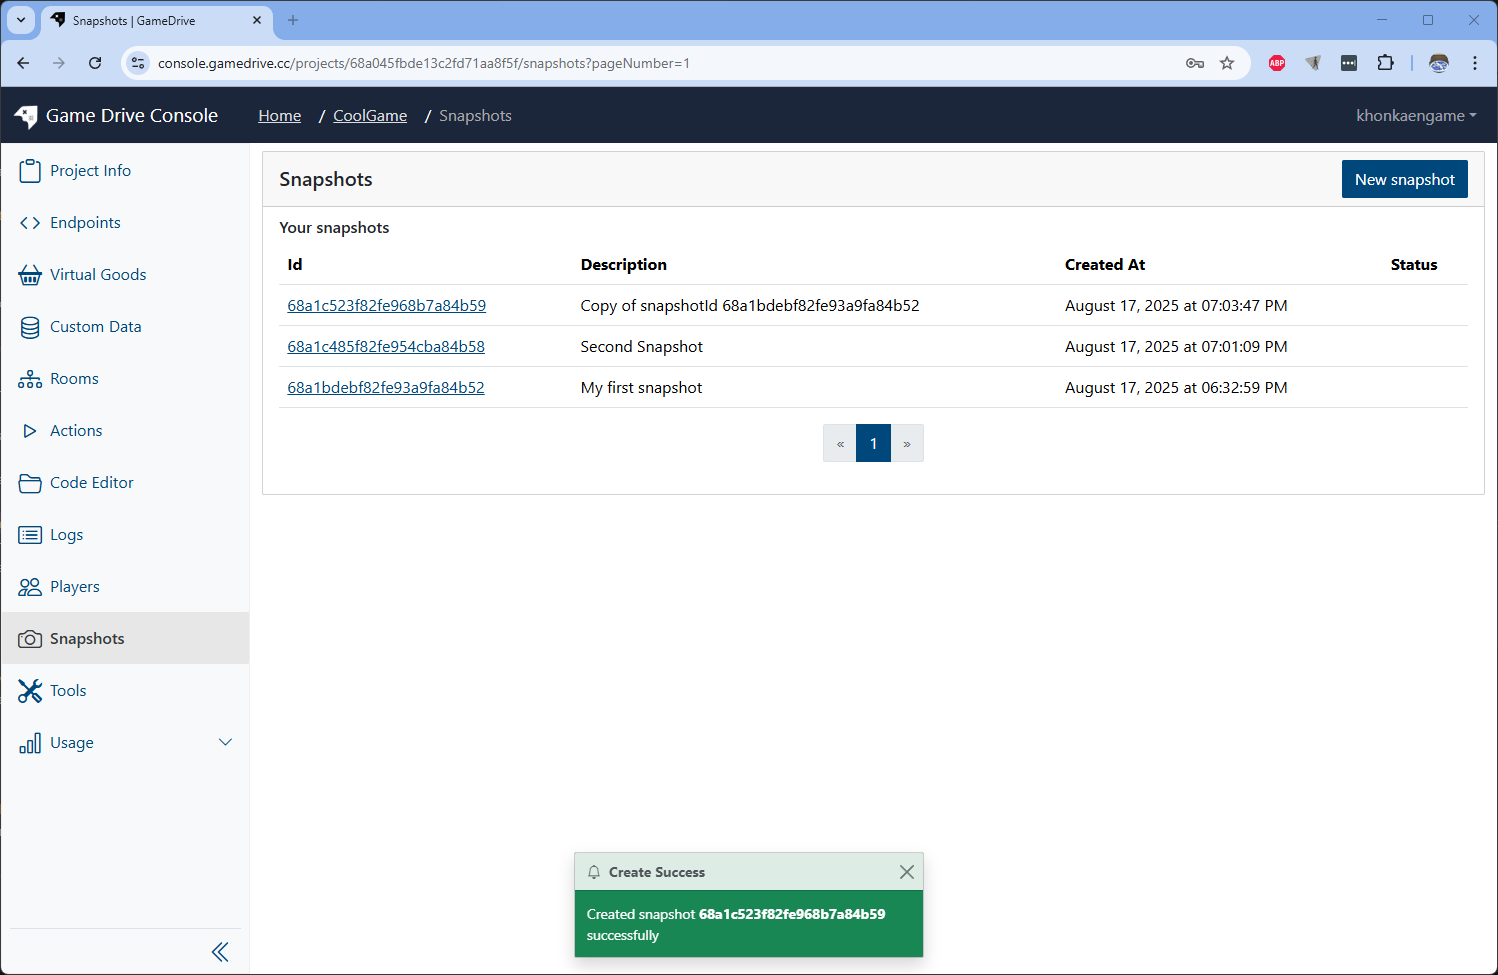 Snapshots | GameDrive
console.gamedrive.cc/projects/68a045fbde13c2fd71aa8f5f/snapshots?pageNumber=1
ABP
Game Drive Console
Home / CoolGame / Snapshots
khonkaengame
Project Info
Endpoints
Virtual Goods
Custom Data
Rooms
Actions
Code Editor
Logs
Players
Snapshots
Tools
Usage
Snapshots
New snapshot
Your snapshots
Id Description Created At Status
68a1c523f82fe968b7a84b59 Copy of snapshotId 68a1bdebf82fe93a9fa84b52 August 17, 2025 at 07:03:47 PM
68a1c485f82fe954cba84b58 Second Snapshot August 17, 2025 at 07:01:09 PM
68a1bdebf82fe93a9fa84b52 My first snapshot August 17, 2025 at 06:32:59 PM
« 1 »
Create Success
Created snapshot 68a1c523f82fe968b7a84b59
successfully